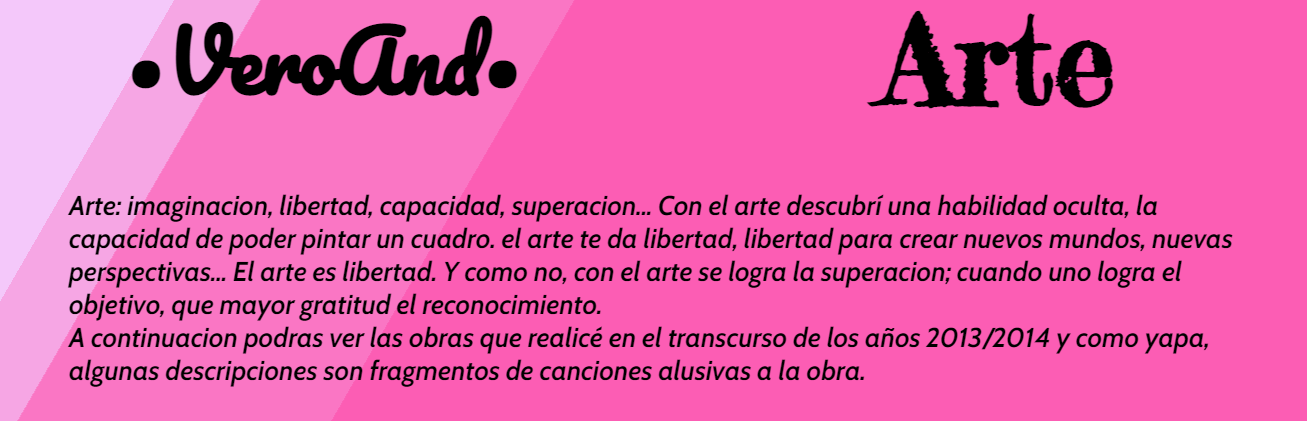 •VeroAnd•
Arte
Arte: imaginacion, libertad, capacidad, superacion... Con el arte descubrí una habilidad oculta, la
capacidad de poder pintar un cuadro. el arte te da libertad, libertad para crear nuevos mundos, nuevas
perspectivas... El arte es libertad. Y como no, con el arte se logra la superacion; cuando uno logra el
objetivo, que mayor gratitud el reconocimiento.
A continuacion podras ver las obras que realicé en el transcurso de los años 2013/2014 y como yapa,
algunas descripciones son fragmentos de canciones alusivas a la obra.